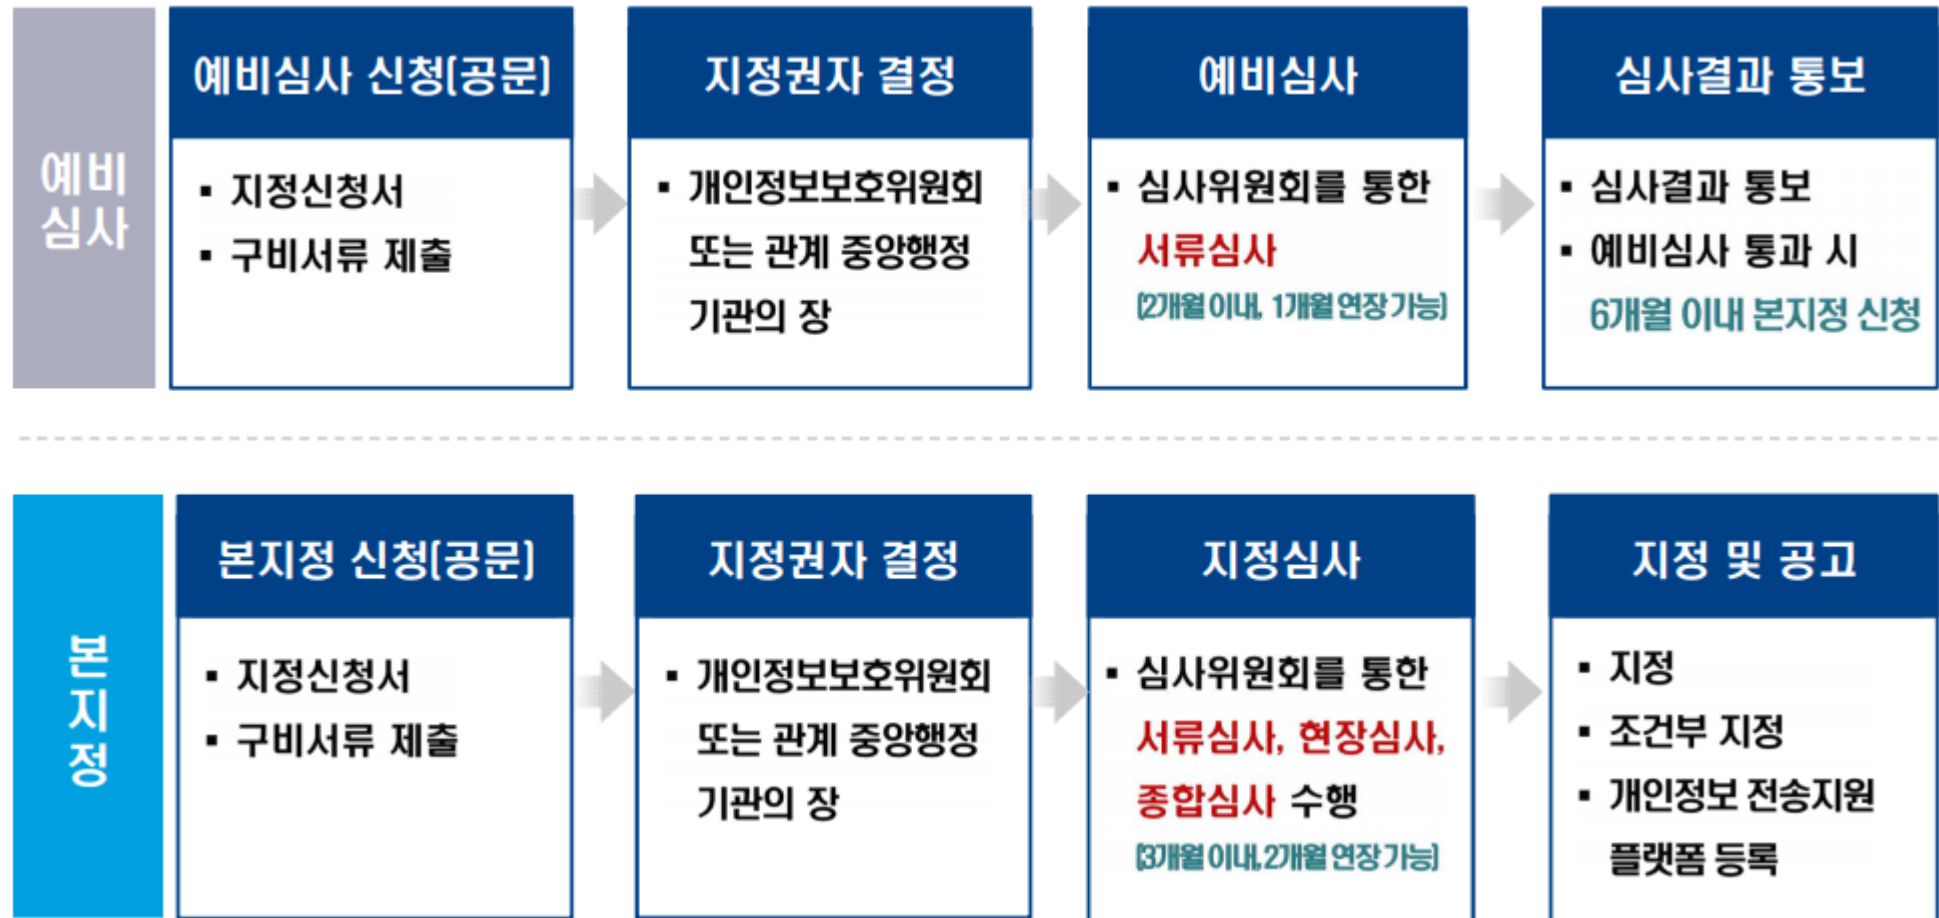 예비
심사
예비심사 신청(공문)
▪ 지정신청서
▪ 구비서류 제출
지정권자 결정
▪ 개인정보보호위원회
또는 관계 중앙행정
기관의 장
예비심사
▪ 심사위원회를 통한
서류심사
(2개월 이내, 1개월 연장 가능)
심사결과 통보
▪ 심사결과 통보
▪ 예비심사 통과 시
6개월 이내 본지정 신청
본
지
정
본지정 신청(공문)
▪ 지정신청서
▪ 구비서류 제출
지정권자 결정
▪ 개인정보보호위원회
또는 관계 중앙행정
기관의 장
지정심사
▪ 심사위원회를 통한
서류심사, 현장심사,
종합심사 수행
(3개월 이내, 2개월 연장 가능)
지정 및 공고
▪ 지정
▪ 조건부 지정
▪ 개인정보 전송지원
플랫폼 등록